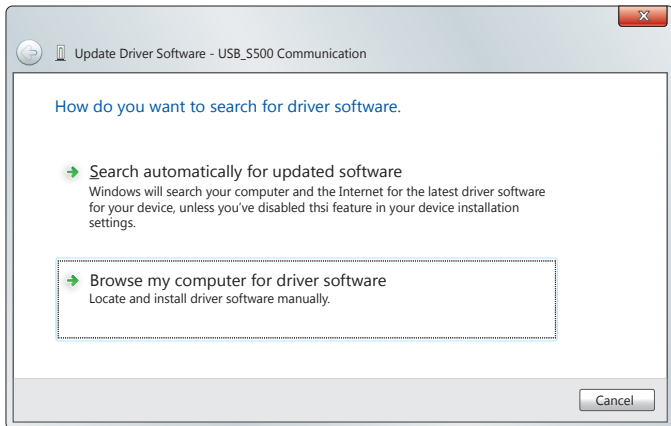 Update Driver Software - USB_S500 Communication
How do you want to search for driver software.
Search automatically for updated software
Windows will search your computer and the Internet for the latest driver software
for your device, unless you've disabled thsi feature in your device installation
settings.
Browse my computer for driver software
Locate and install driver software manually.
Cancel